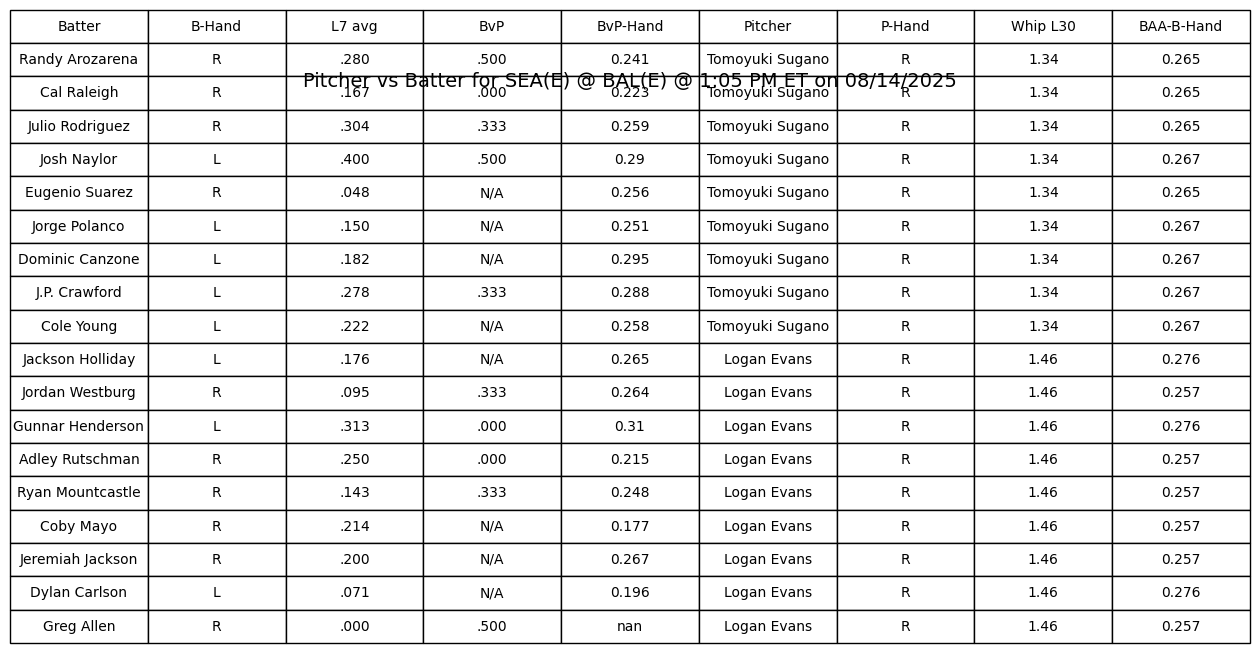 Batter B-Hand L7 avg BvP BvP-Hand Pitcher P-Hand Whip L30 BAA-B-Hand
Randy Arozarena R .280 .500 0.241 Tomoyuki Sugano R 1.34 0.265
Pitcher vs Batter for SEA(E) @ BAL(E) @ 1:05 PM ET on 08/14/2025
Cal Raleigh R .167 .000 0.223 Tomoyuki Sugano R 1.34 0.265
Julio Rodriguez R .304 .333 0.259 Tomoyuki Sugano R 1.34 0.265
Josh Naylor L .400 .500 0.29 Tomoyuki Sugano R 1.34 0.267
Eugenio Suarez R .048 N/A 0.256 Tomoyuki Sugano R 1.34 0.265
Jorge Polanco L .150 N/A 0.251 Tomoyuki Sugano R 1.34 0.267
Dominic Canzone L .182 N/A 0.295 Tomoyuki Sugano R 1.34 0.267
J.P. Crawford L .278 .333 0.288 Tomoyuki Sugano R 1.34 0.267
Cole Young L .222 N/A 0.258 Tomoyuki Sugano R 1.34 0.267
Jackson Holliday L .176 N/A 0.265 Logan Evans R 1.46 0.276
Jordan Westburg R .095 .333 0.264 Logan Evans R 1.46 0.257
Gunnar Henderson L .313 .000 0.31 Logan Evans R 1.46 0.276
Adley Rutschman R .250 .000 0.215 Logan Evans R 1.46 0.257
Ryan Mountcastle R .143 .333 0.248 Logan Evans R 1.46 0.257
Coby Mayo R .214 N/A 0.177 Logan Evans R 1.46 0.257
Jeremiah Jackson R .200 N/A 0.267 Logan Evans R 1.46 0.257
Dylan Carlson L .071 N/A 0.196 Logan Evans R 1.46 0.276
Greg Allen R .000 .500 nan Logan Evans R 1.46 0.257